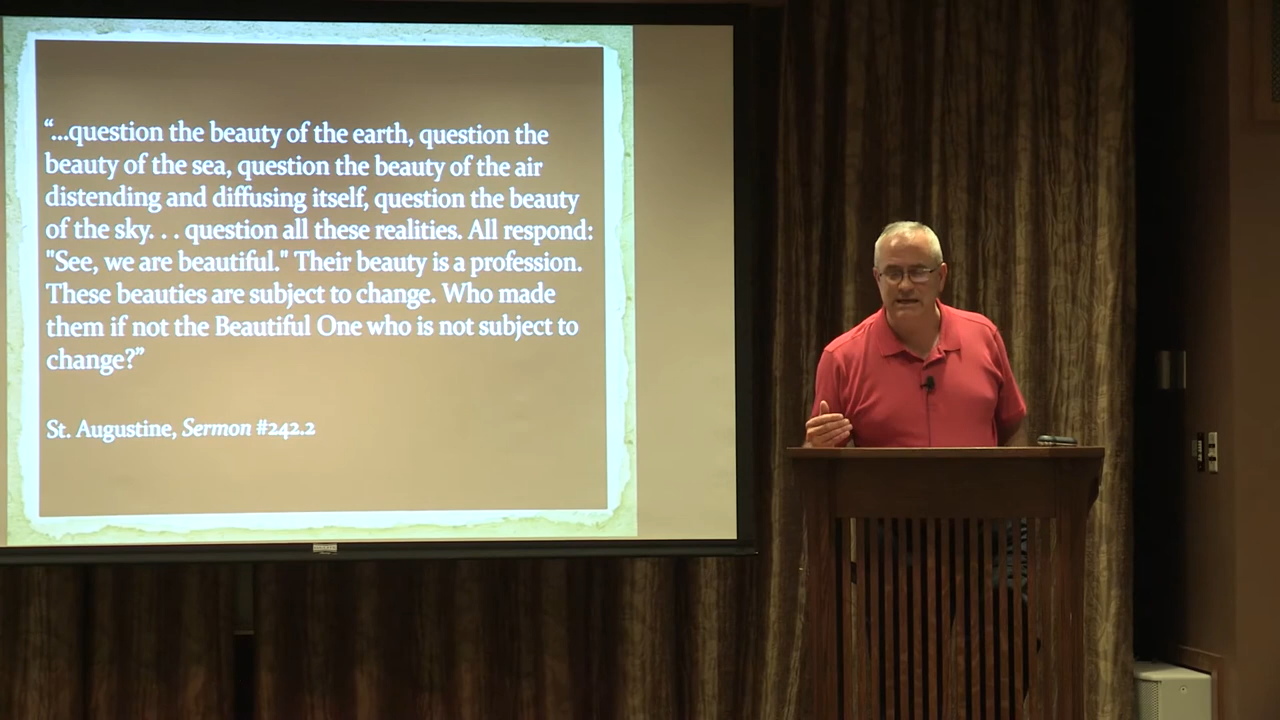 “...question the beauty of the earth, question the
beauty of the sea, question the beauty of the air
distending and diffusing itself, question the beauty
of the sky. . . question all these realities. All respond:
"See, we are beautiful." Their beauty is a profession.
These beauties are subject to change. Who made
them if not the Beautiful One who is not subject to
change?”
St. Augustine, Sermon #242.2